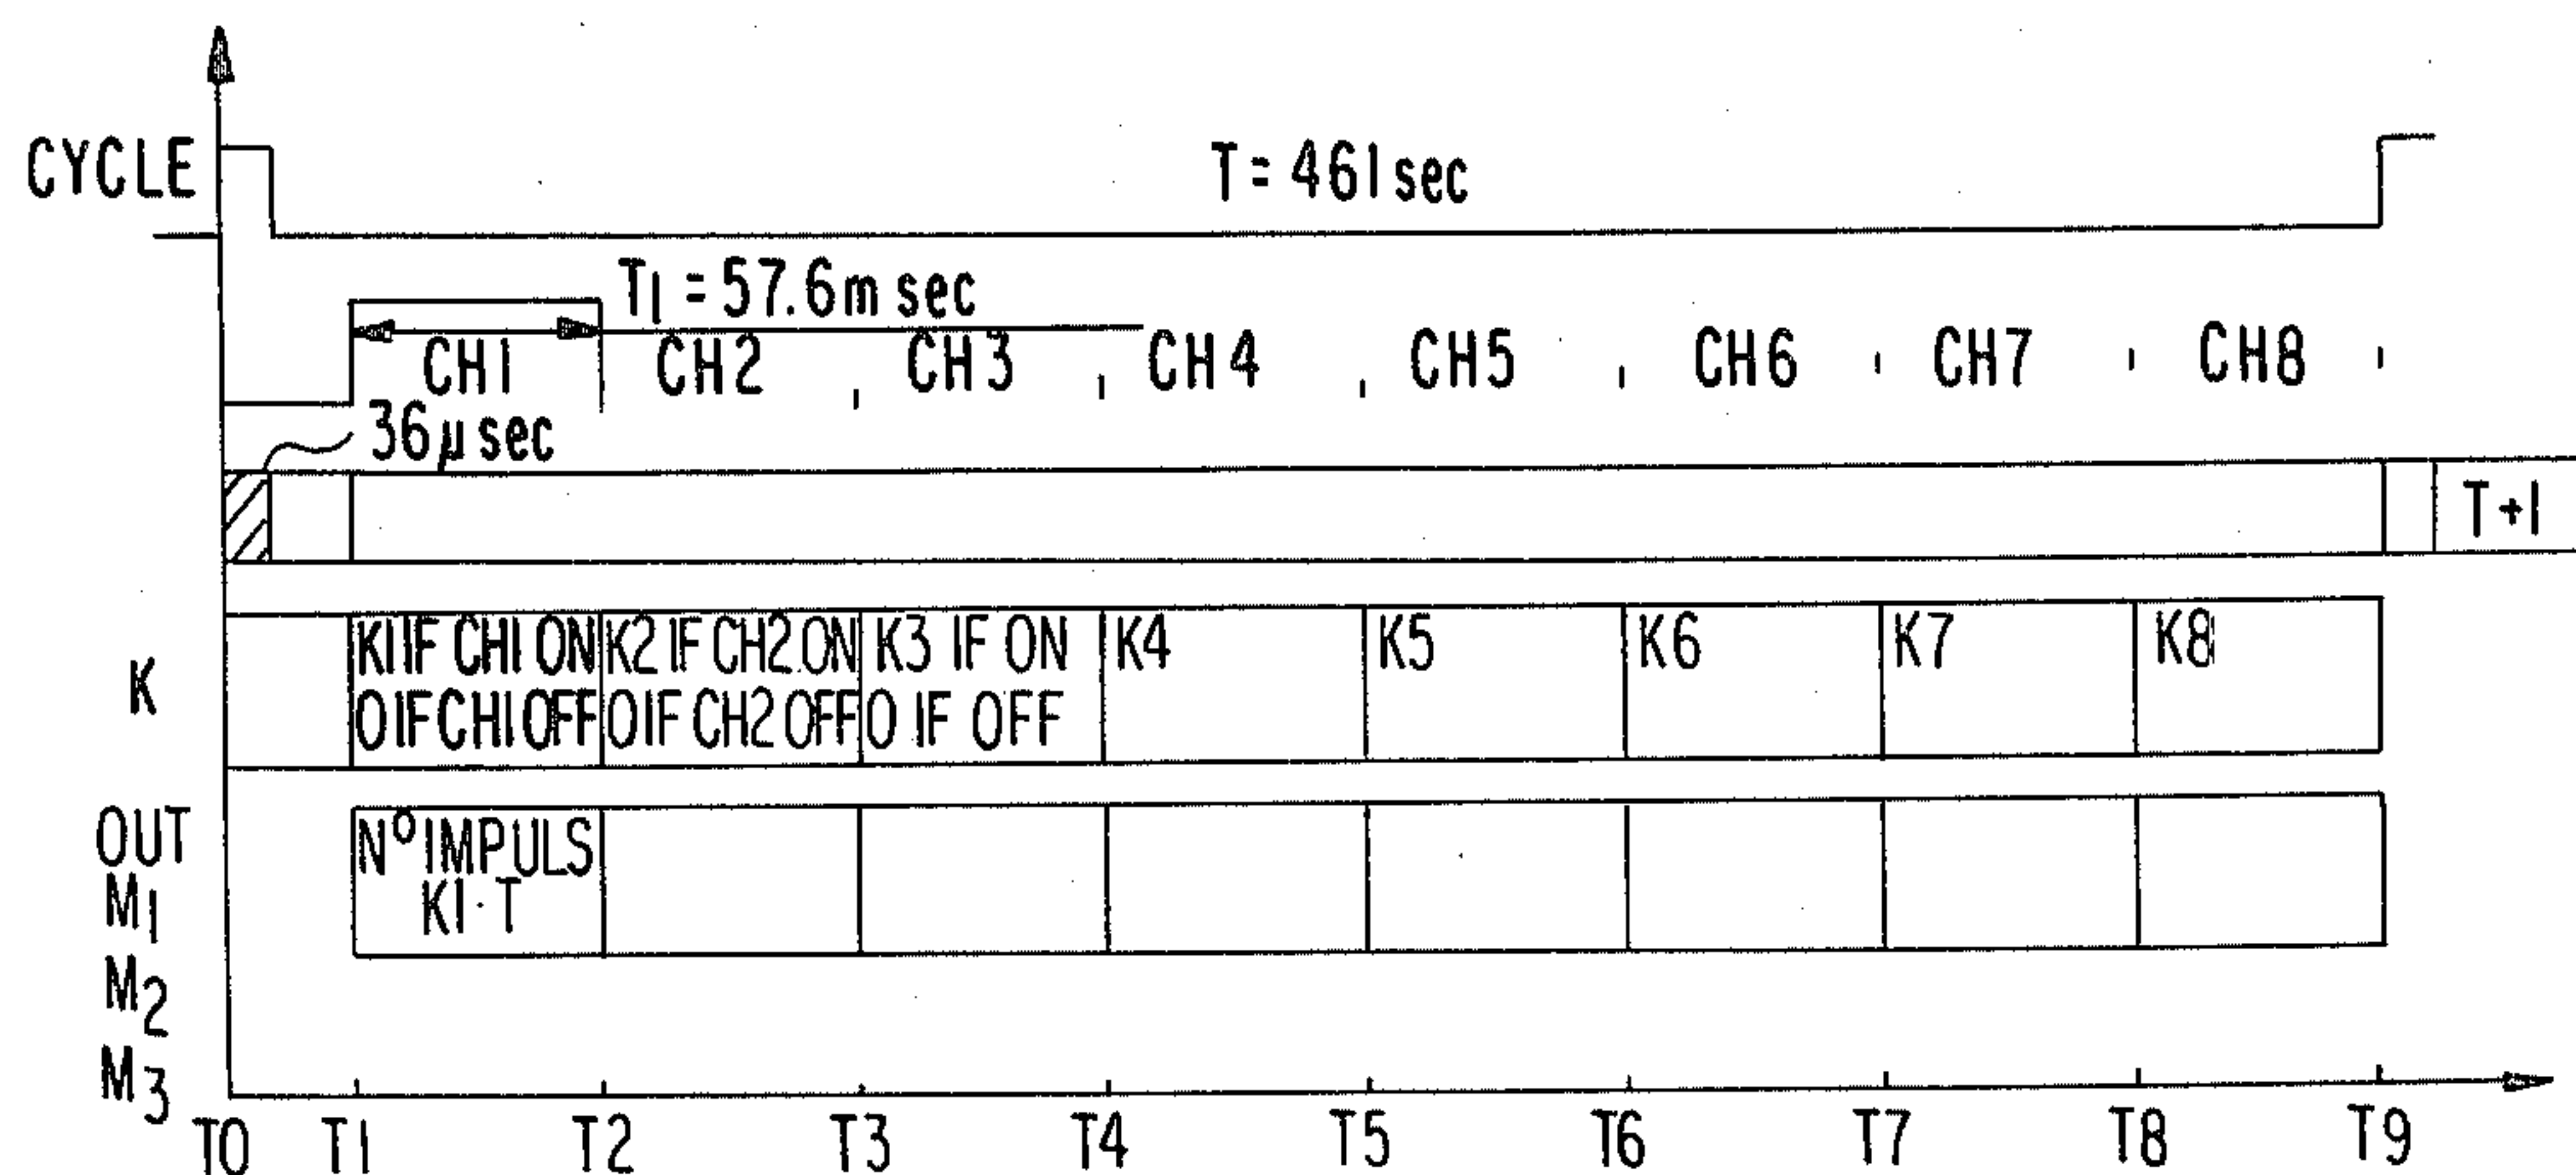 CYCLE
T = 461 sec
T1 = 57.6 m sec
CH1 CH2 CH3 CH4 CH5 CH6 CH7 CH8
36 μ sec
T+1
K
K1 IF CH1 ON K2 IF CH2.ON K3 IF ON K4 K5 K6 K7 K8
0 IF CH1 OFF 0 IF CH2 OFF 0 IF OFF
OUT
M1
M2
M3
Nº IMPULS
K1·T
T0 T1 T2 T3 T4 T5 T6 T7 T8 T9